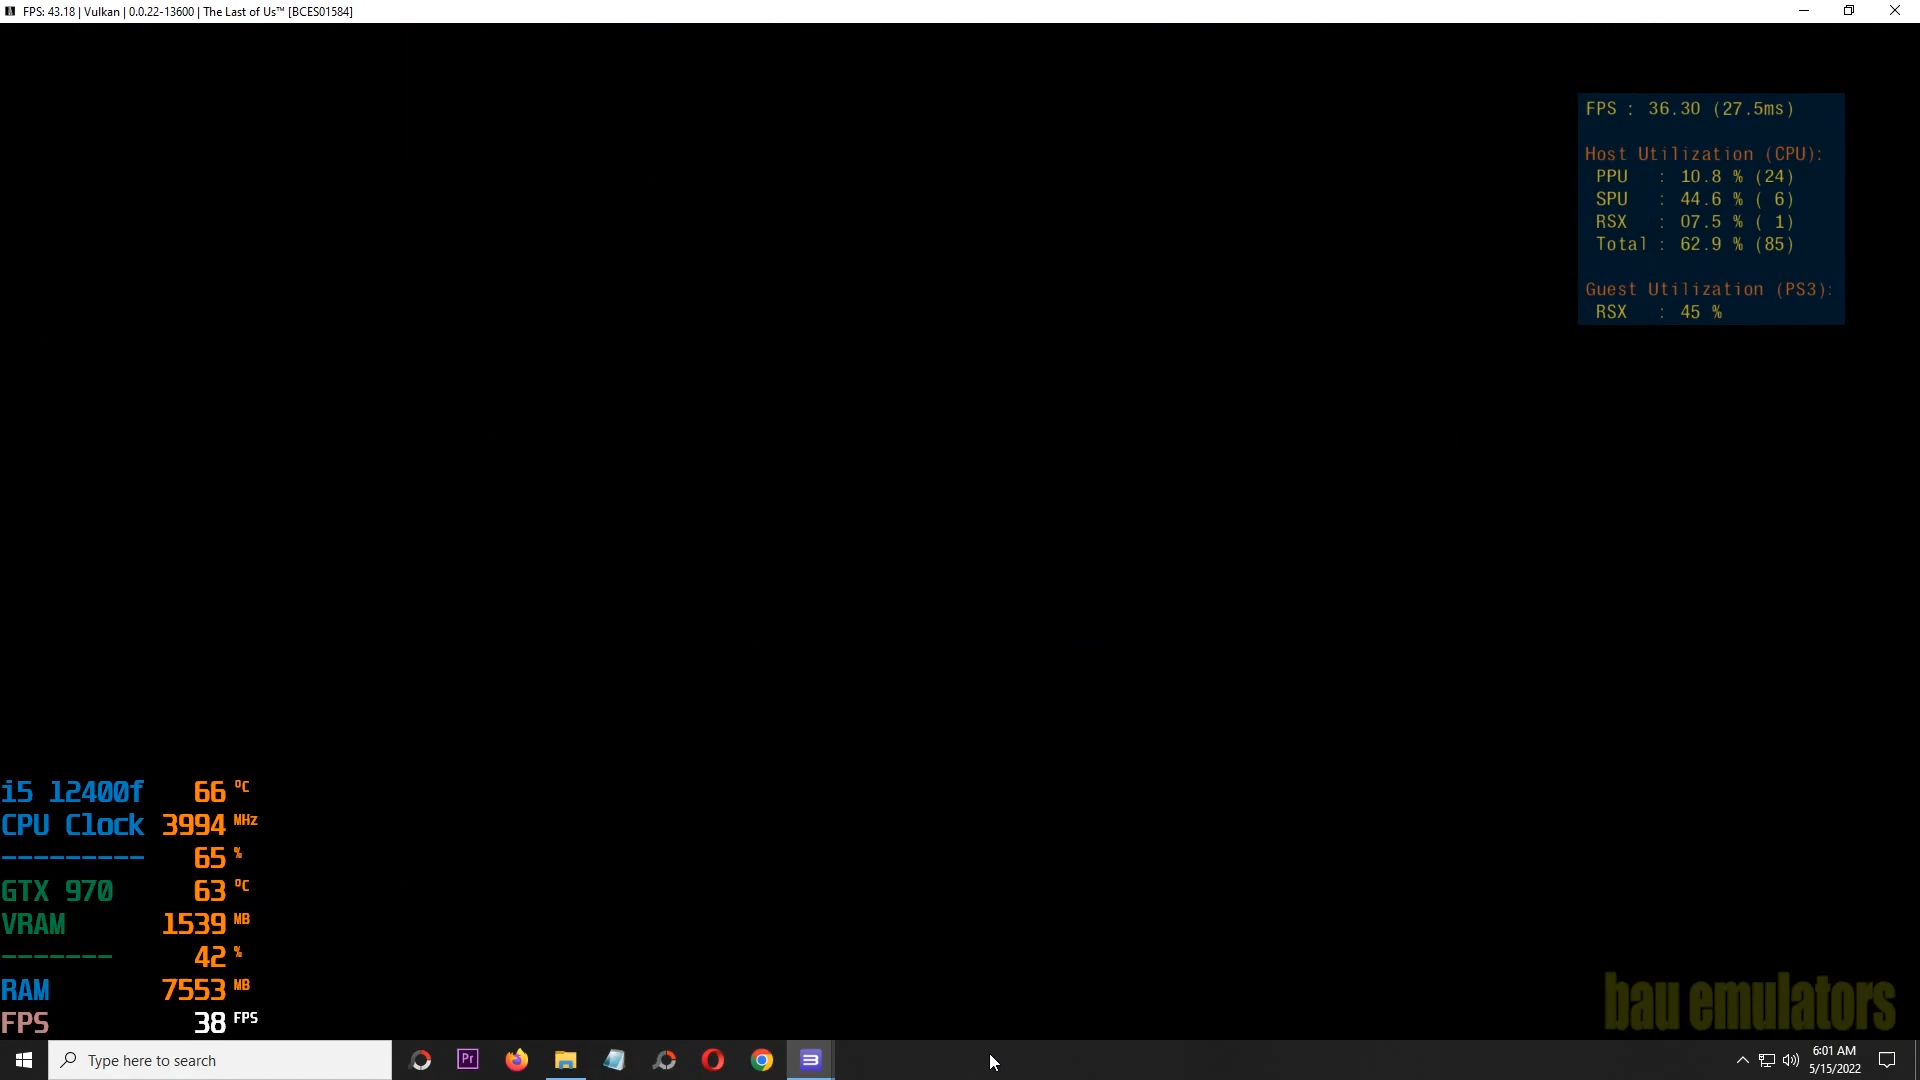 FPS: 43.18 | Vulkan | 0.0.22-13600 | The Last of Us™ [BCES01584]
FPS : 36.30 (27.5ms)
Host Utilization (CPU):
PPU : 10.8 % (24)
SPU : 44.6 % ( 6)
RSX : 07.5 % ( 1)
Total : 62.9 % (85)
Guest Utilization (PS3):
RSX : 45 %
i5 12400f 66 °C
CPU Clock 3994 MHz
--------- 65 %
GTX 970 63 °C
VRAM 1539 MB
------- 42 %
RAM 7553 MB
FPS 38 FPS
bau emulators
Type here to search
Pr
6:01 AM
5/15/2022